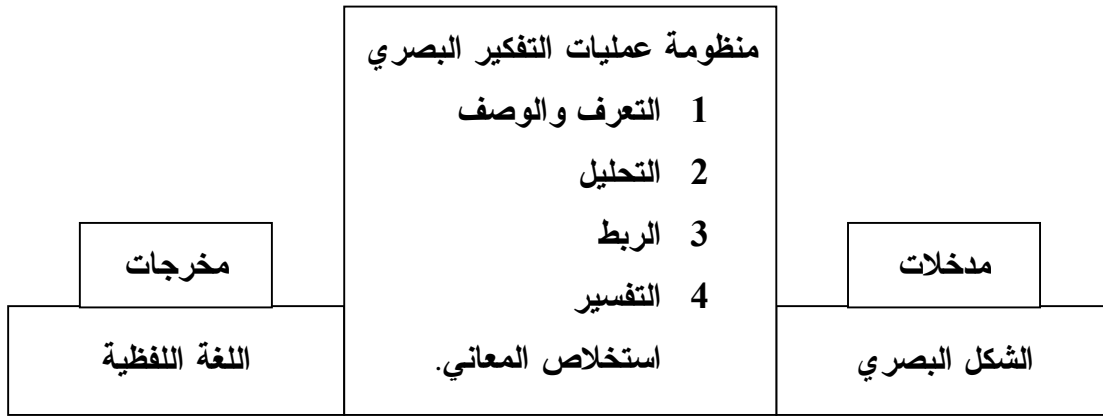 منظومة عمليات التفكير البصري
1 التعرف والوصف
2 التحليل
3 الربط
4 التفسير
استخلاص المعاني.
مدخلات
الشكل البصري
مخرجات
اللغة اللفظية